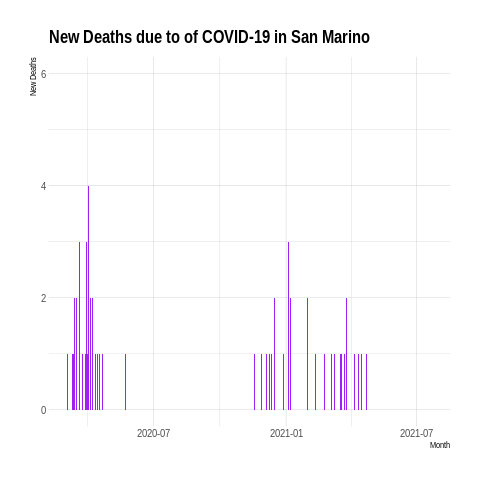 New Deaths due to of COVID-19 in San Marino
New Deaths
6
4
2
0
2020-07 2021-01 2021-07
Month